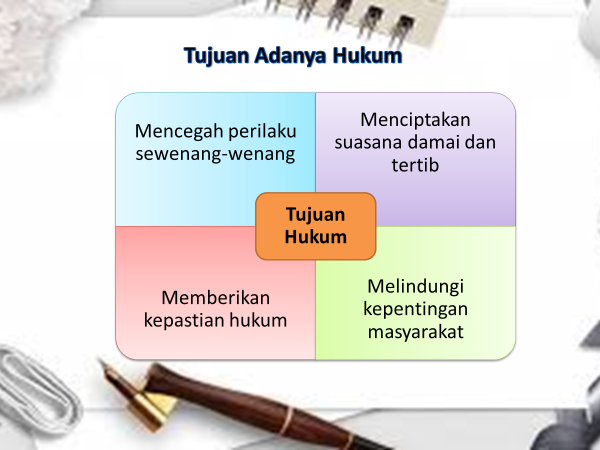 Tujuan Adanya Hukum
Mencegah perilaku
sewenang-wenang
Menciptakan
suasana damai dan
tertib
Tujuan
Hukum
Memberikan
kepastian hukum
Melindungi
kepentingan
masyarakat